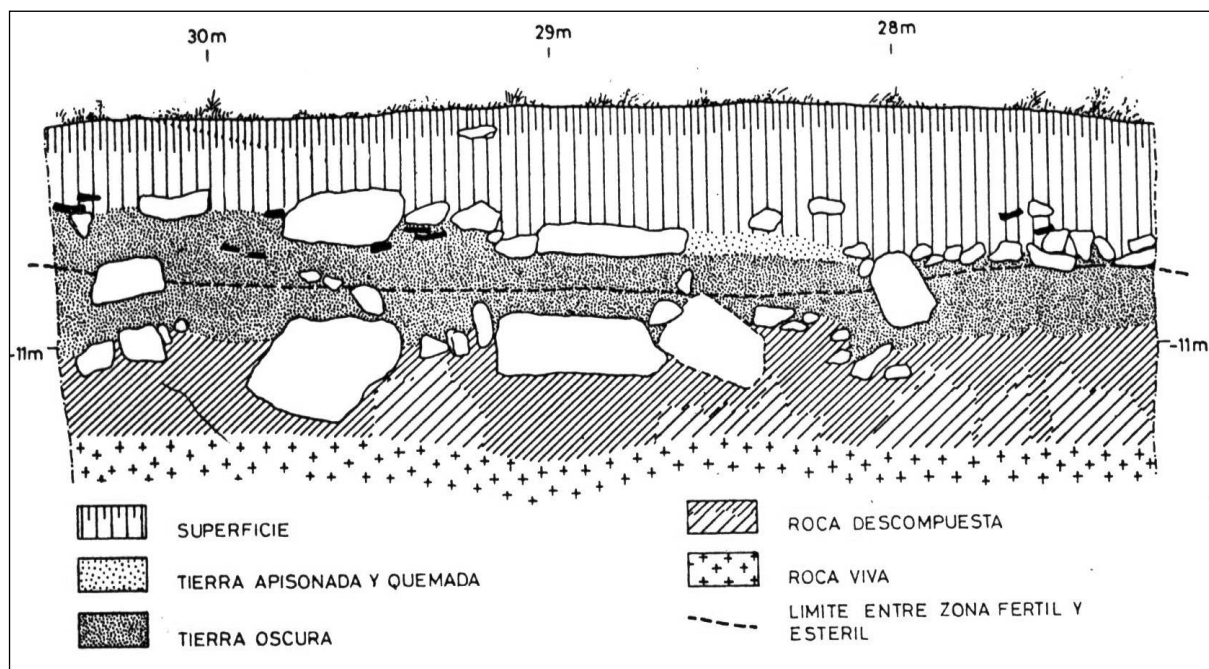 30m
29m
28m
-11m
-11m
SUPERFICIE
TIERRA APISONADA Y QUEMADA
TIERRA OSCURA
ROCA DESCOMPUESTA
ROCA VIVA
LIMITE ENTRE ZONA FERTIL Y
ESTERIL